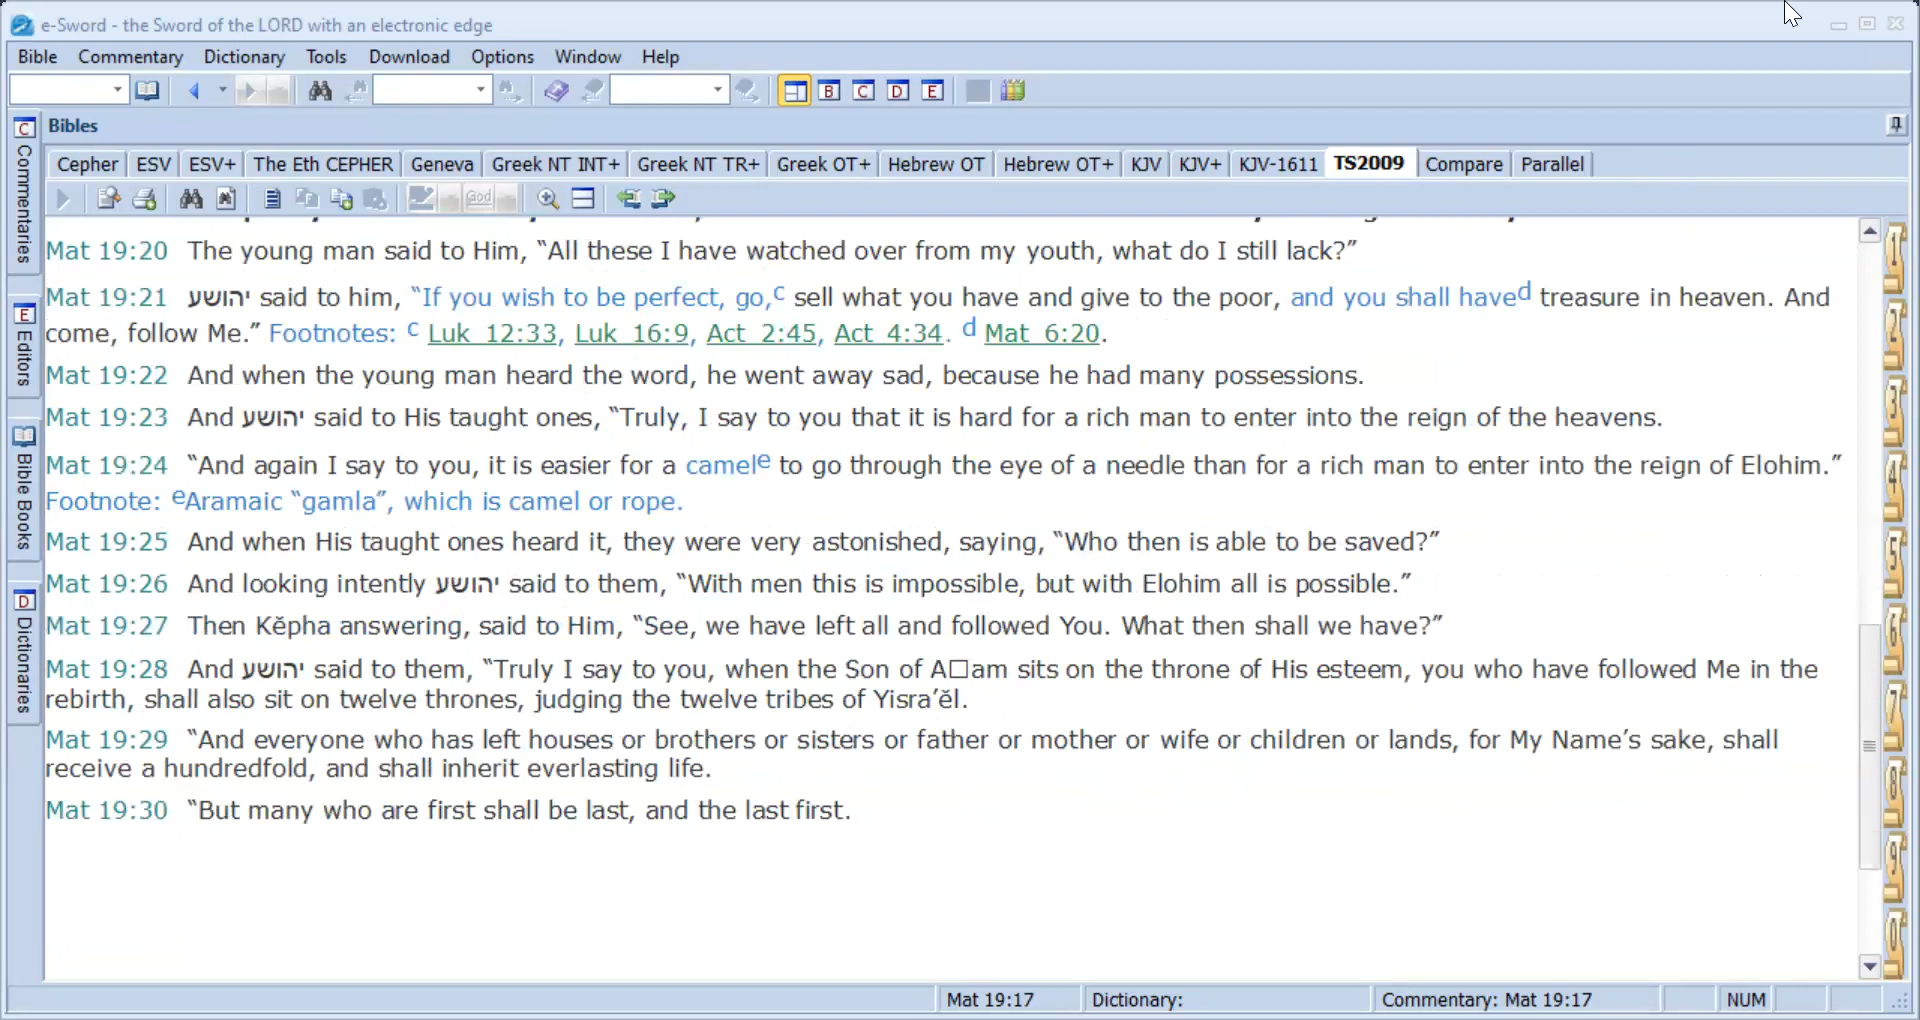 e-Sword - the Sword of the LORD with an electronic edge
Bible Commentary Dictionary Tools Download Options Window Help
B C D E
Bibles
Cepher ESV ESV+ The Eth CEPHER Geneva Greek NT INT+ Greek NT TR+ Greek OT+ Hebrew OT Hebrew OT+ KJV KJV+ KJV-1611 TS2009 Compare Parallel
God
C Commentaries
E Editors
Bible Books
D Dictionaries
Mat 19:20 The young man said to Him, “All these I have watched over from my youth, what do I still lack?”
Mat 19:21 יהושע said to him, “If you wish to be perfect, go,c sell what you have and give to the poor, and you shall haved treasure in heaven. And
come, follow Me.” Footnotes: c Luk_12:33, Luk_16:9, Act_2:45, Act_4:34. d Mat_6:20.
Mat 19:22 And when the young man heard the word, he went away sad, because he had many possessions.
Mat 19:23 And יהושע said to His taught ones, “Truly, I say to you that it is hard for a rich man to enter into the reign of the heavens.
Mat 19:24 “And again I say to you, it is easier for a camele to go through the eye of a needle than for a rich man to enter into the reign of Elohim.”
Footnote: eAramaic “gamla”, which is camel or rope.
Mat 19:25 And when His taught ones heard it, they were very astonished, saying, “Who then is able to be saved?”
Mat 19:26 And looking intently יהושע said to them, “With men this is impossible, but with Elohim all is possible.”
Mat 19:27 Then Kĕpha answering, said to Him, “See, we have left all and followed You. What then shall we have?”
Mat 19:28 And יהושע said to them, “Truly I say to you, when the Son of A□am sits on the throne of His esteem, you who have followed Me in the
rebirth, shall also sit on twelve thrones, judging the twelve tribes of Yisra’ĕl.
Mat 19:29 “And everyone who has left houses or brothers or sisters or father or mother or wife or children or lands, for My Name’s sake, shall
receive a hundredfold, and shall inherit everlasting life.
Mat 19:30 “But many who are first shall be last, and the last first.
1
2
3
4
5
6
7
8
9
0
Mat 19:17 Dictionary: Commentary: Mat 19:17 NUM